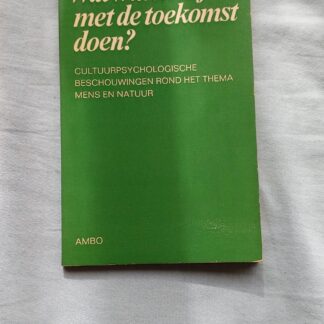 met de toekomst
doen?
CULTUURPSYCHOLOGISCHE
BESCHOUWINGEN ROND HET THEMA
MENS EN NATUUR
AMBO